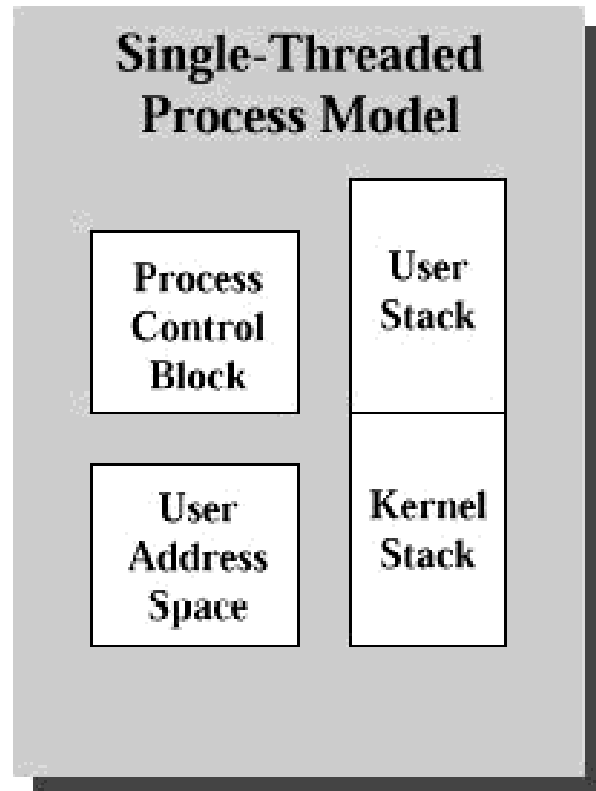 Single-Threaded
Process Model
Process
Control
Block
User
Stack
User
Address
Space
Kernel
Stack